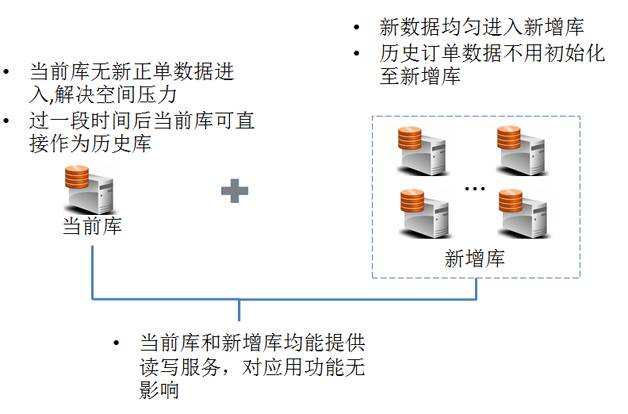 • 当前库无新正单数据进
入,解决空间压力
• 过一段时间后当前库可直
接作为历史库
当前库
• 新数据均匀进入新增库
• 历史订单数据不用初始化
至新增库
...
新增库
• 当前库和新增库均能提供
读写服务，对应用功能无
影响